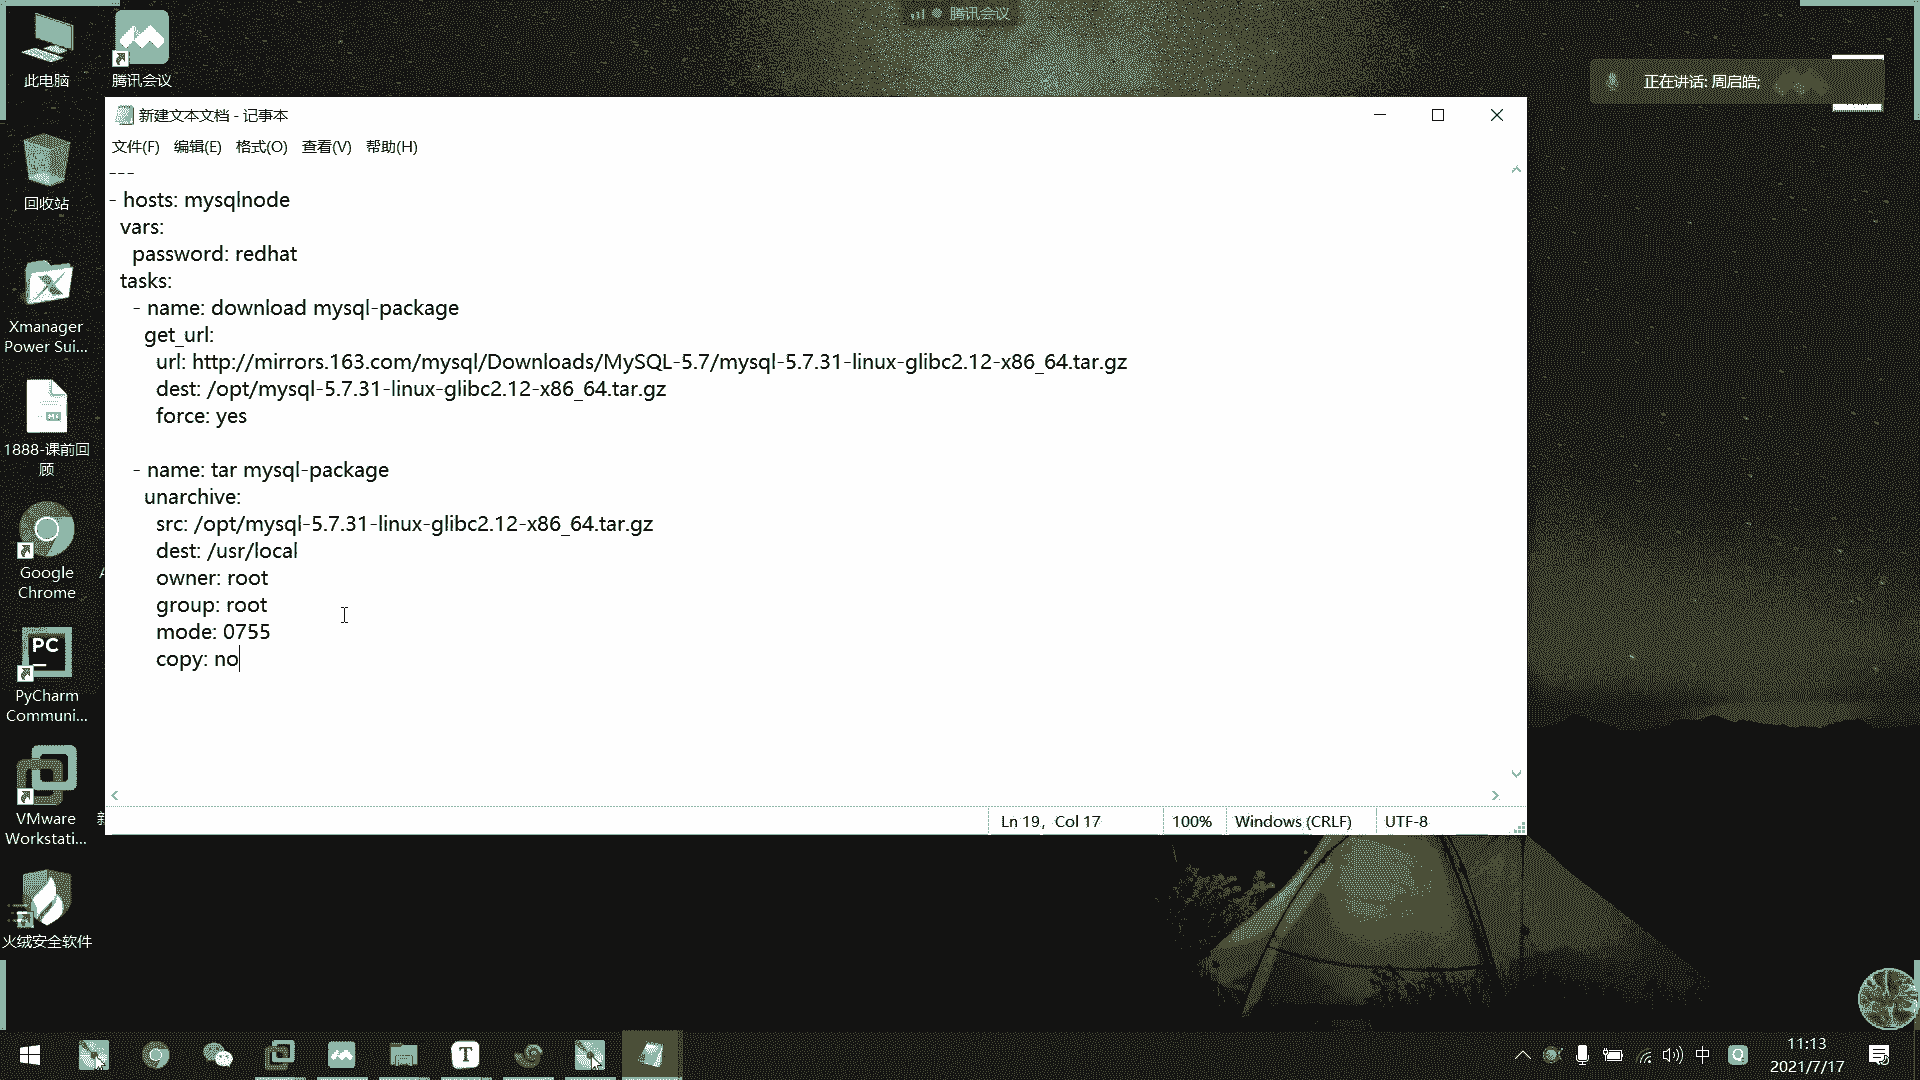 腾讯会议
此电脑
腾讯会议
正在讲话: 周启皓;
新建文本文档 - 记事本
文件(F) 编辑(E) 格式(O) 查看(V) 帮助(H)
---
- hosts: mysqlnode
vars:
password: redhat
tasks:
- name: download mysql-package
get_url:
url: http://mirrors.163.com/mysql/Downloads/MySQL-5.7/mysql-5.7.31-linux-glibc2.12-x86_64.tar.gz
dest: /opt/mysql-5.7.31-linux-glibc2.12-x86_64.tar.gz
force: yes
- name: tar mysql-package
unarchive:
src: /opt/mysql-5.7.31-linux-glibc2.12-x86_64.tar.gz
dest: /usr/local
owner: root
group: root
mode: 0755
copy: no
Ln 19, Col 17
100%
Windows (CRLF)
UTF-8
回收站
Xmanager
Power Sui...
1888-课前回
顾
Google
Chrome
PC
PyCharm
Communi...
VMware
Workstati...
火绒安全软件
T
中
11:13
2021/7/17